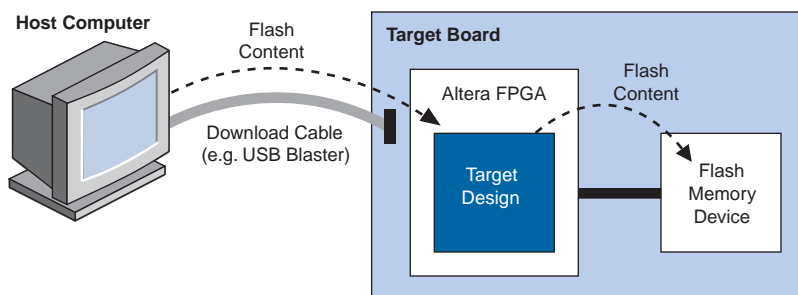 Host Computer
Flash
Content
Download Cable
(e.g. USB Blaster)
Target Board
Altera FPGA
Target
Design
Flash
Content
Flash
Memory
Device